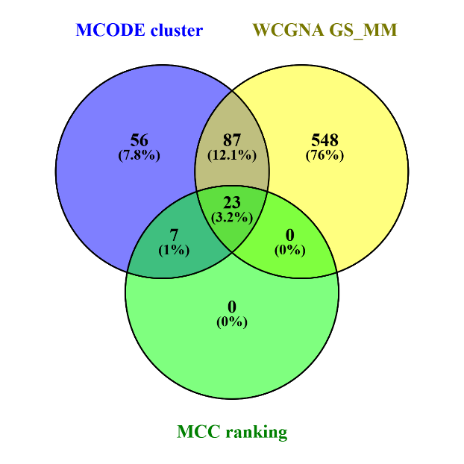 MCODE cluster WCGNA GS_MM
56 87 548
(7.8%) (12.1%) (76%)
23
(3.2%)
7 0
(1%) (0%)
0
(0%)
MCC ranking